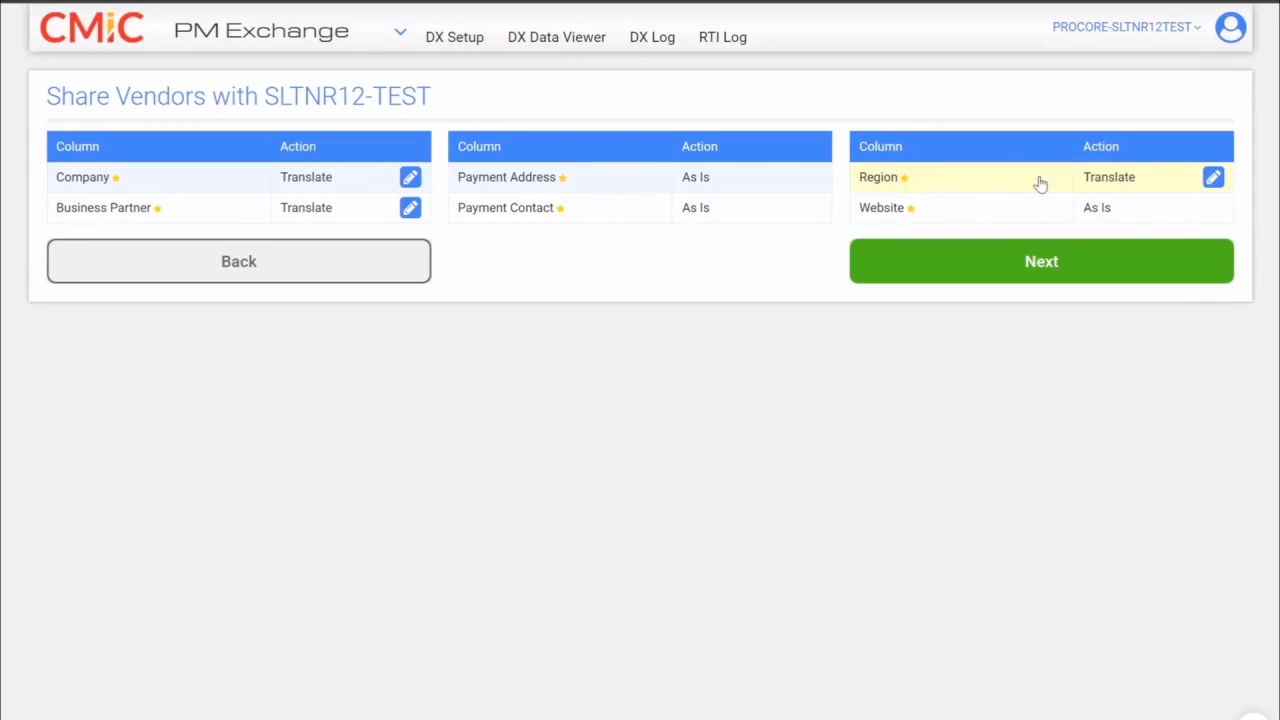 CMiC PM Exchange DX Setup DX Data Viewer DX Log RTI Log PROCORE-SLTNR12TEST
Share Vendors with SLTNR12-TEST
Column Action Column Action Column Action
Company Translate Payment Address As Is Region Translate
Business Partner Translate Payment Contact As Is Website As Is
Back Next